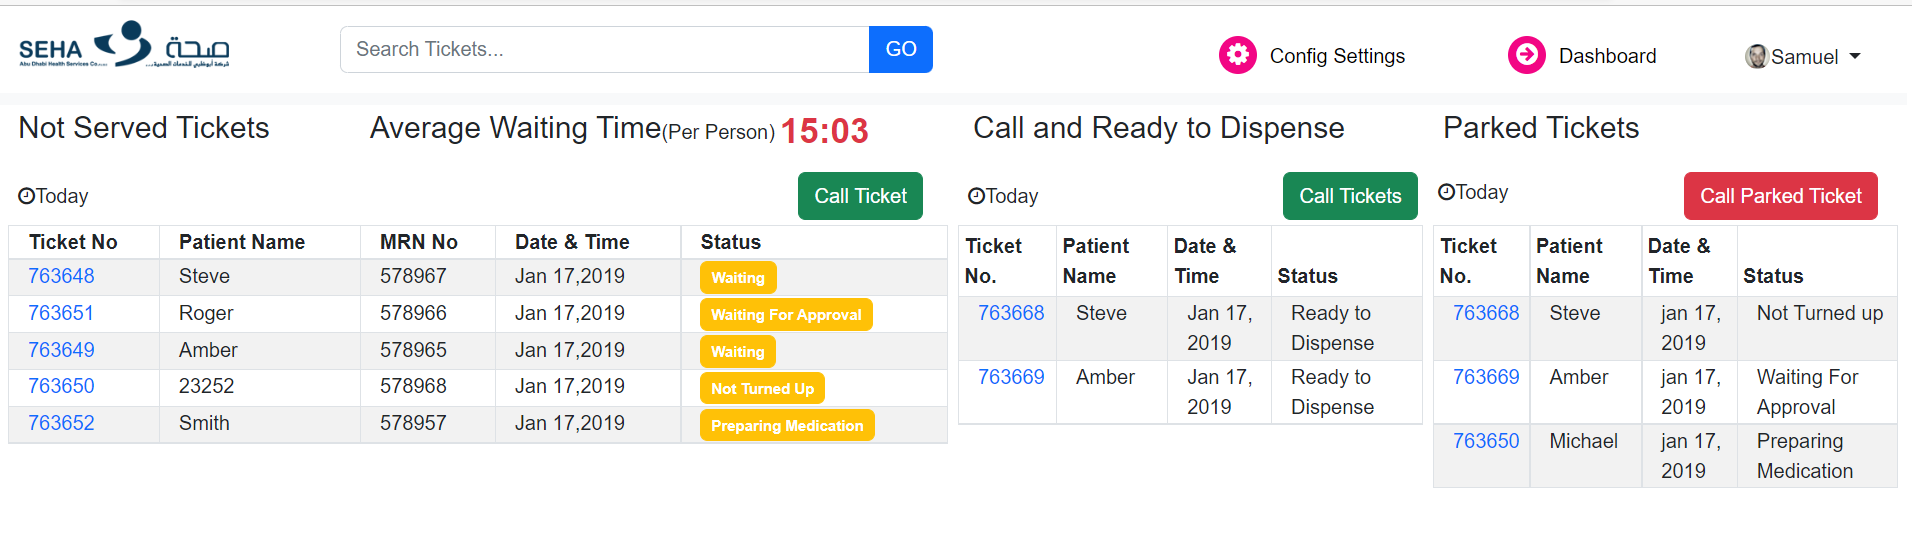 SEHA صحة
Abu Dhabi Health Services Co. شركة أبوظبي للخدمات الصحية
Search Tickets... GO
Config Settings
Dashboard
Samuel
Not Served Tickets
Average Waiting Time(Per Person) 15:03
Today
Call Ticket
Ticket No Patient Name MRN No Date & Time Status
763648 Steve 578967 Jan 17,2019 Waiting
763651 Roger 578966 Jan 17,2019 Waiting For Approval
763649 Amber 578965 Jan 17,2019 Waiting
763650 23252 578968 Jan 17,2019 Not Turned Up
763652 Smith 578957 Jan 17,2019 Preparing Medication
Call and Ready to Dispense
Today
Call Tickets
Ticket Patient Date &
No. Name Time Status
763668 Steve Jan 17, Ready to
2019 Dispense
763669 Amber Jan 17, Ready to
2019 Dispense
Parked Tickets
Today
Call Parked Ticket
Ticket Patient Date &
No. Name Time Status
763668 Steve jan 17, Not Turned up
2019
763669 Amber jan 17, Waiting For
2019 Approval
763650 Michael jan 17, Preparing
2019 Medication